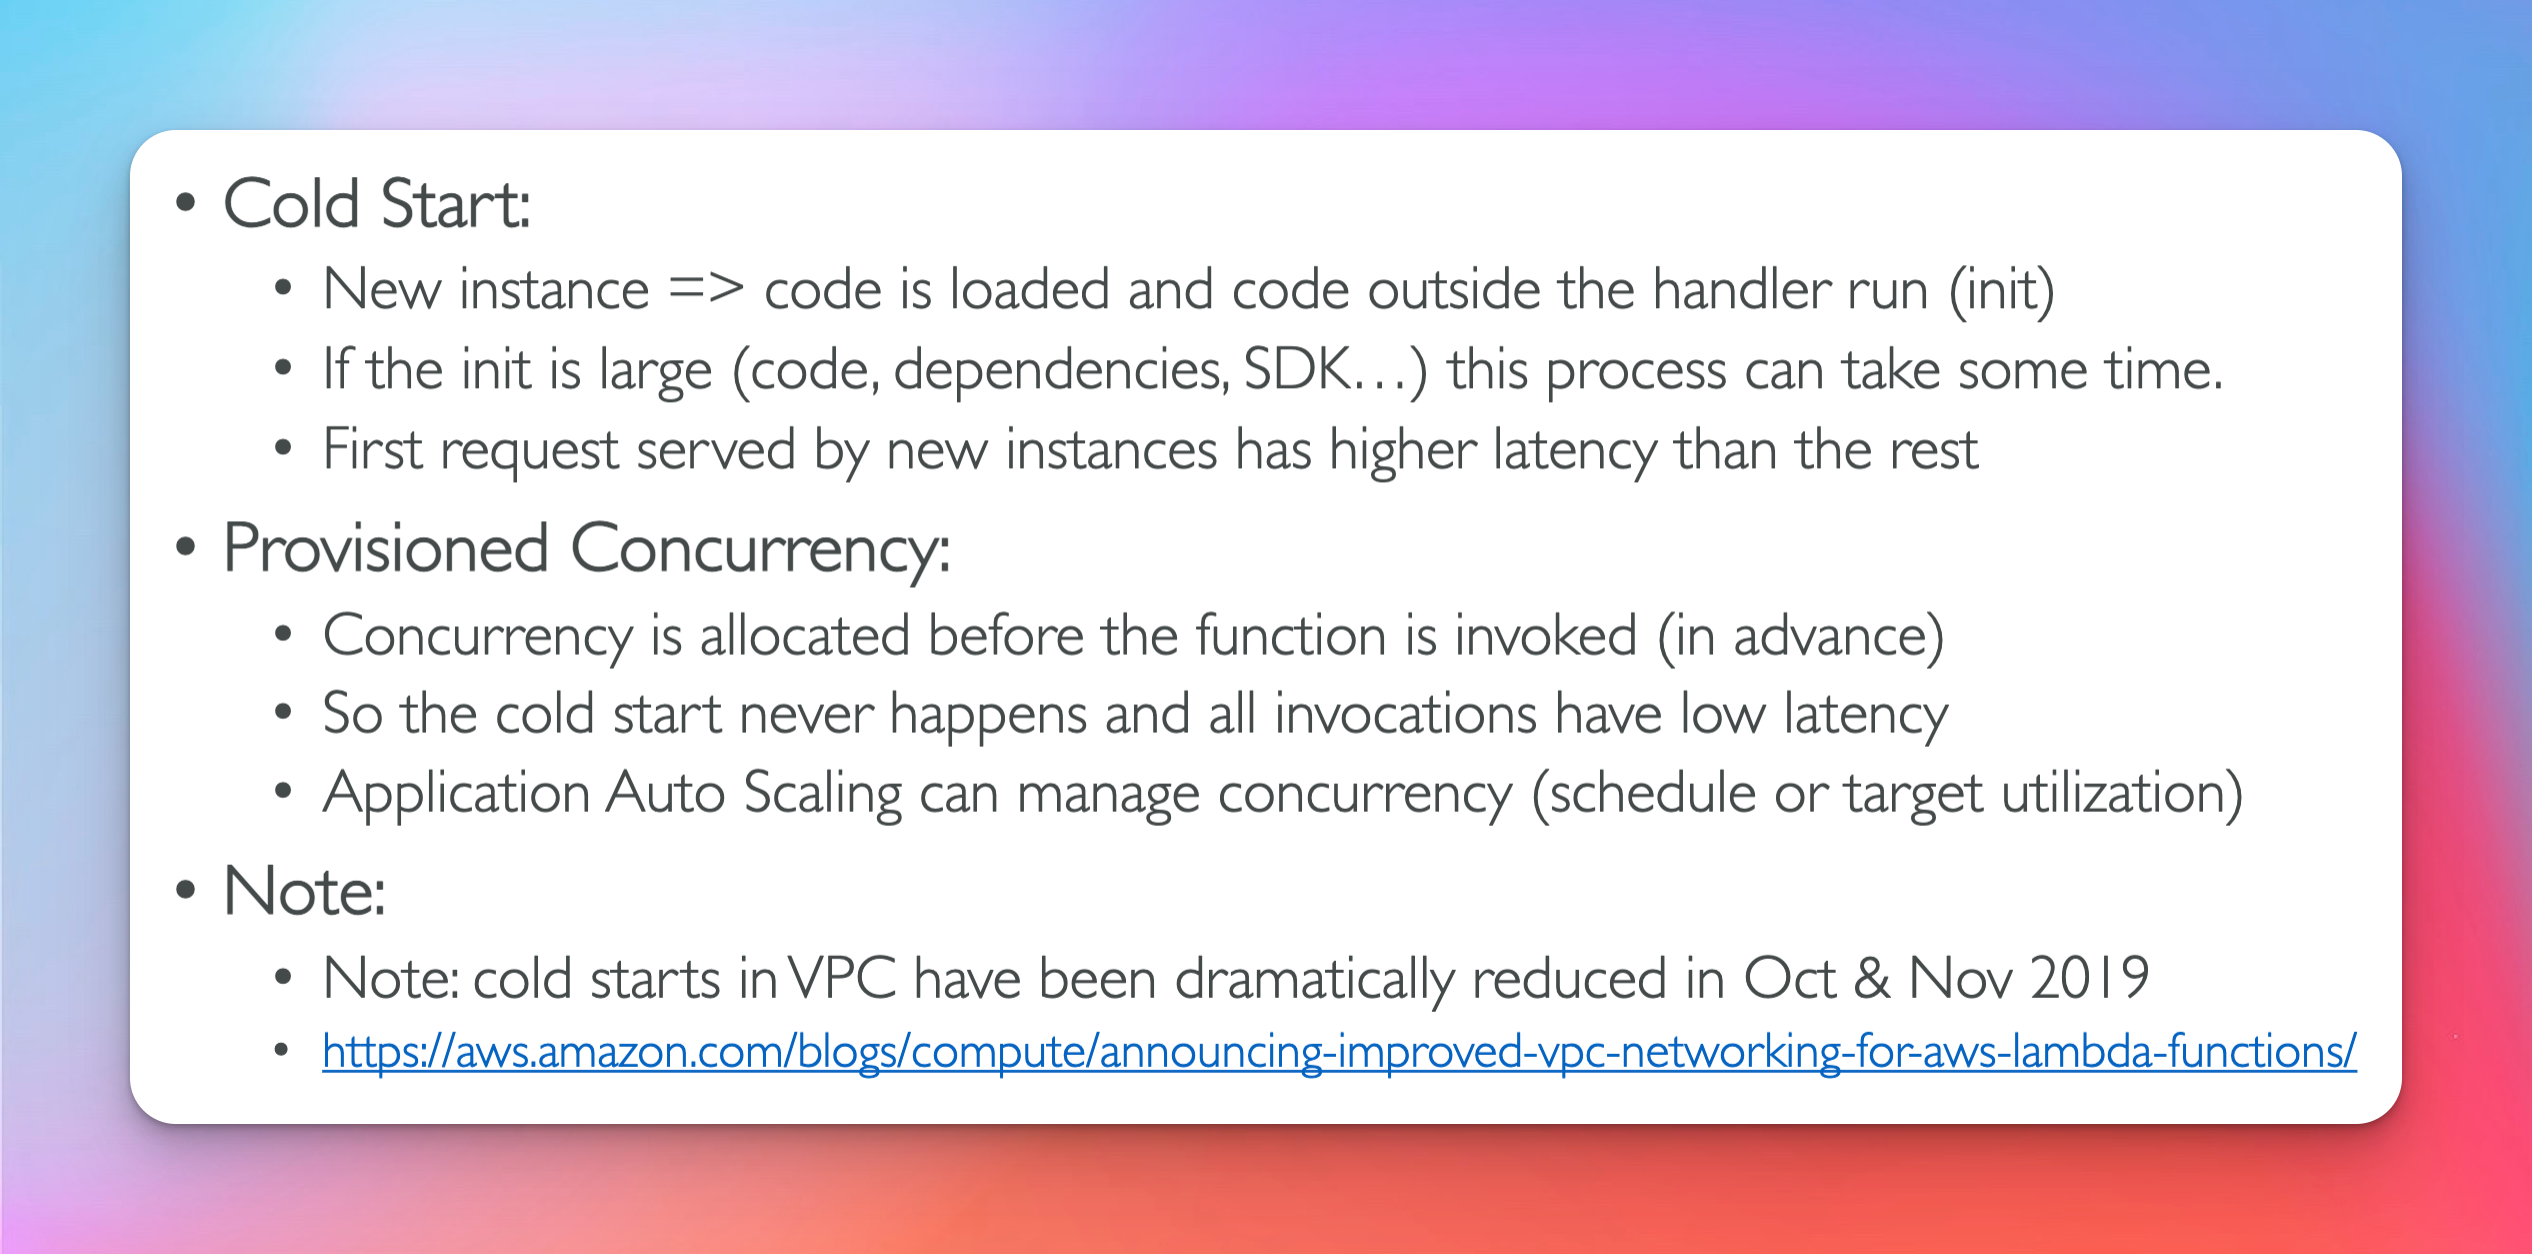 • Cold Start:
• New instance => code is loaded and code outside the handler run (init)
• If the init is large (code, dependencies, SDK…) this process can take some time.
• First request served by new instances has higher latency than the rest
• Provisioned Concurrency:
• Concurrency is allocated before the function is invoked (in advance)
• So the cold start never happens and all invocations have low latency
• Application Auto Scaling can manage concurrency (schedule or target utilization)
• Note:
• Note: cold starts in VPC have been dramatically reduced in Oct & Nov 2019
• https://aws.amazon.com/blogs/compute/announcing-improved-vpc-networking-for-aws-lambda-functions/